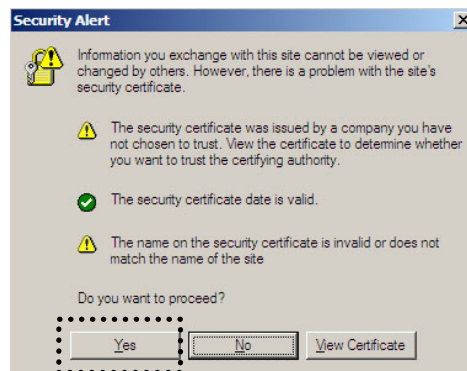 Security Alert
Information you exchange with this site cannot be viewed or
changed by others. However, there is a problem with the site's
security certificate.
The security certificate was issued by a company you have
not chosen to trust. View the certificate to determine whether
you want to trust the certifying authority.
The security certificate date is valid.
The name on the security certificate is invalid or does not
match the name of the site
Do you want to proceed?
Yes No View Certificate